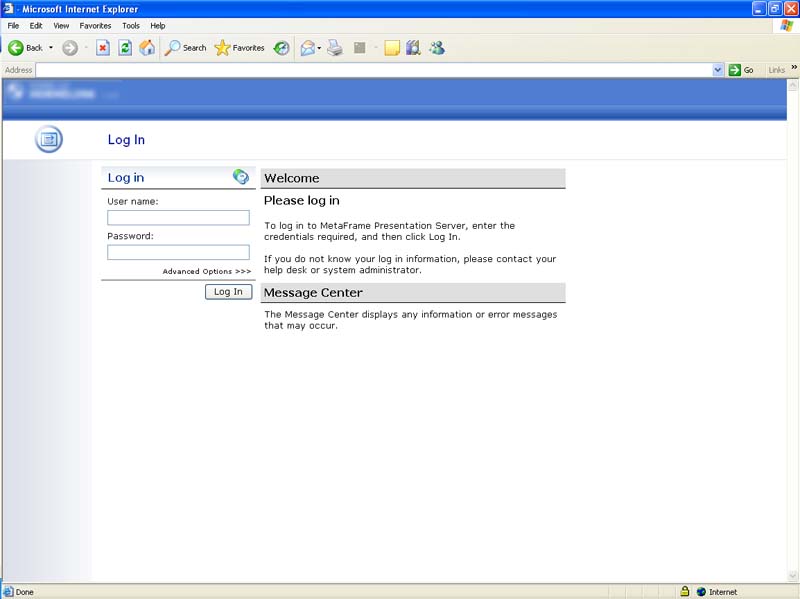 - Microsoft Internet Explorer
File Edit View Favorites Tools Help
Back Search Favorites
Address Go Links »
Log In
Log in
User name:
Password:
Advanced Options >>>
Log In
Welcome
Please log in
To log in to MetaFrame Presentation Server, enter the
credentials required, and then click Log In.
If you do not know your log in information, please contact your
help desk or system administrator.
Message Center
The Message Center displays any information or error messages
that may occur.
Done Internet